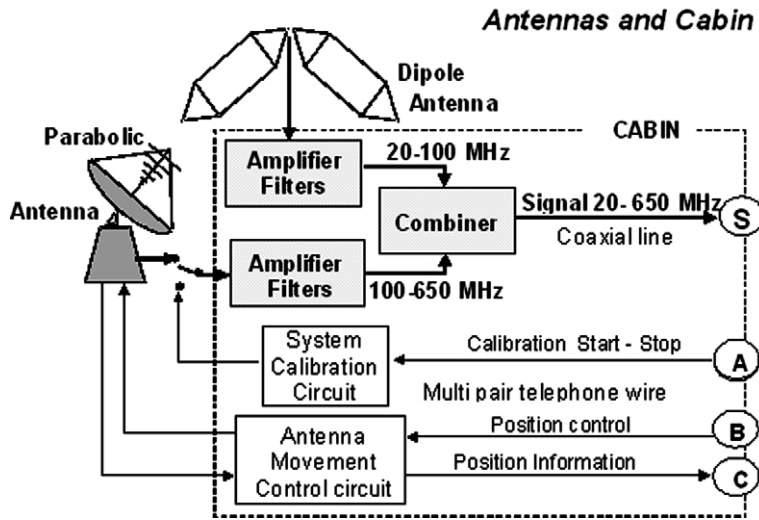 Antennas and Cabin
Dipole
Antenna
Parabolic
Antenna
CABIN
Amplifier
Filters
20-100 MHz
Combiner
Signal 20- 650 MHz
Coaxial line
S
Amplifier
Filters
100-650 MHz
System
Calibration
Circuit
Calibration Start - Stop
A
Multi pair telephone wire
Position control
B
Antenna
Movement
Control circuit
Position Information
C